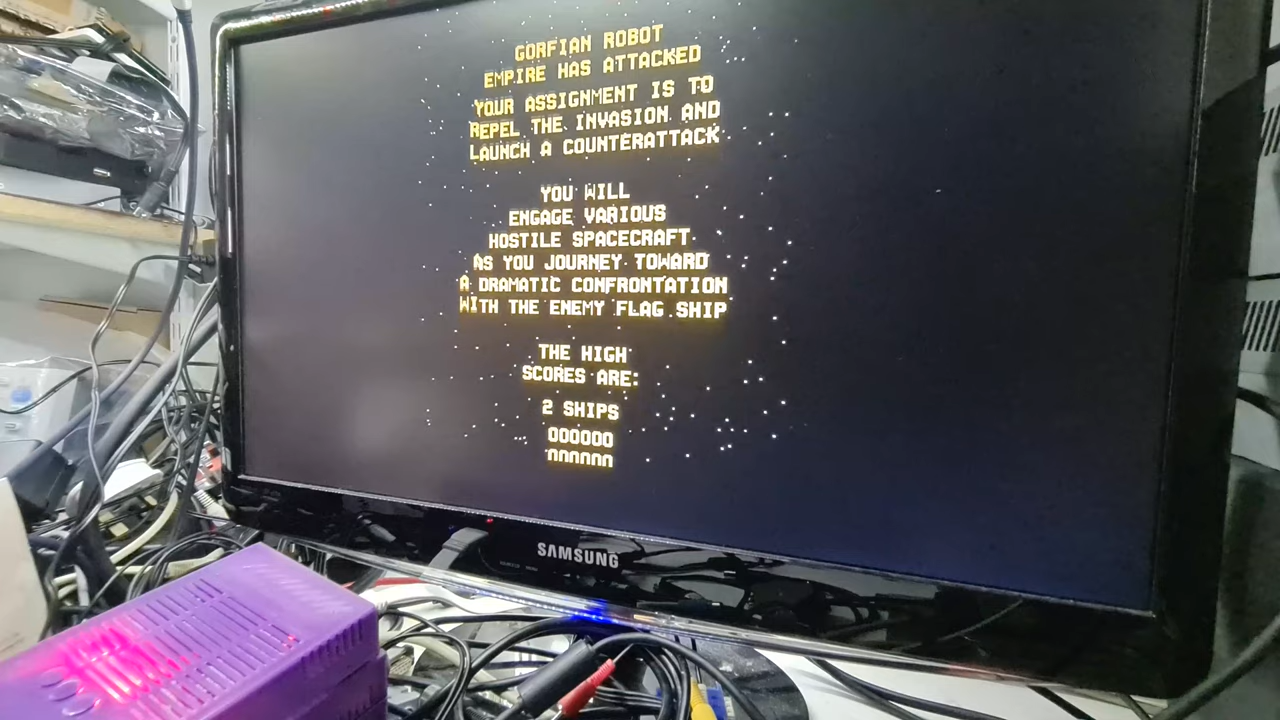 GORFIAN ROBOT
EMPIRE HAS ATTACKED
YOUR ASSIGNMENT IS TO
REPEL THE INVASION AND
LAUNCH A COUNTERATTACK
YOU WILL
ENGAGE VARIOUS
HOSTILE SPACECRAFT
AS YOU JOURNEY TOWARD
A DRAMATIC CONFRONTATION
WITH THE ENEMY FLAG SHIP
THE HIGH
SCORES ARE:
2 SHIPS
000000
SAMSUNG